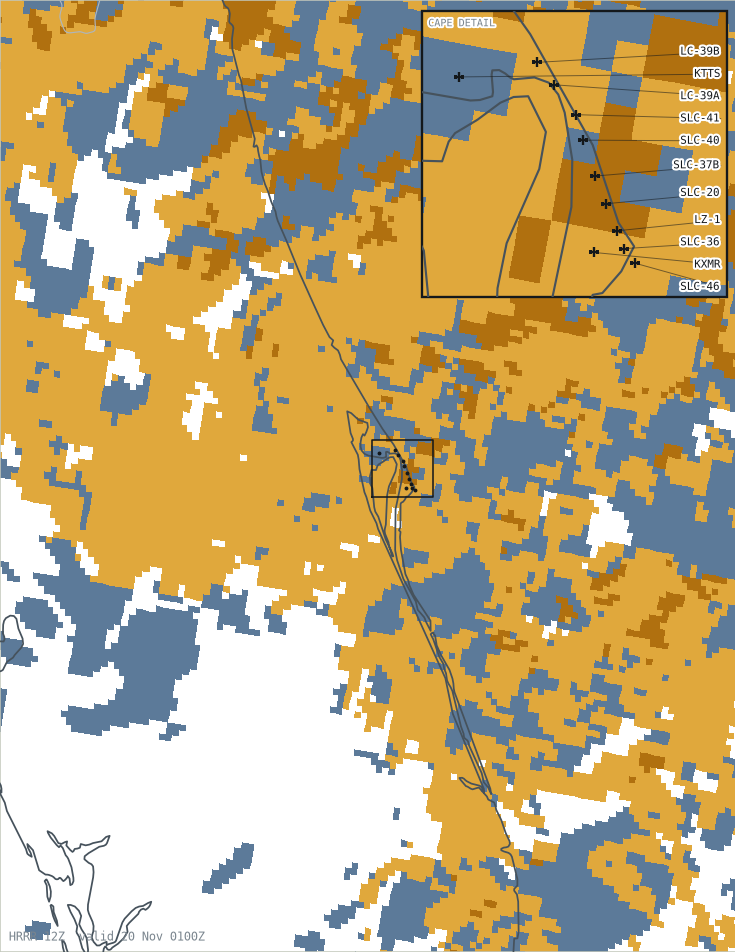 CAPE DETAIL
LC-39B
KTTS
LC-39A
SLC-41
SLC-40
SLC-37B
SLC-20
LZ-1
SLC-36
KXMR
SLC-46
HRRR 12Z valid 20 Nov 0100Z